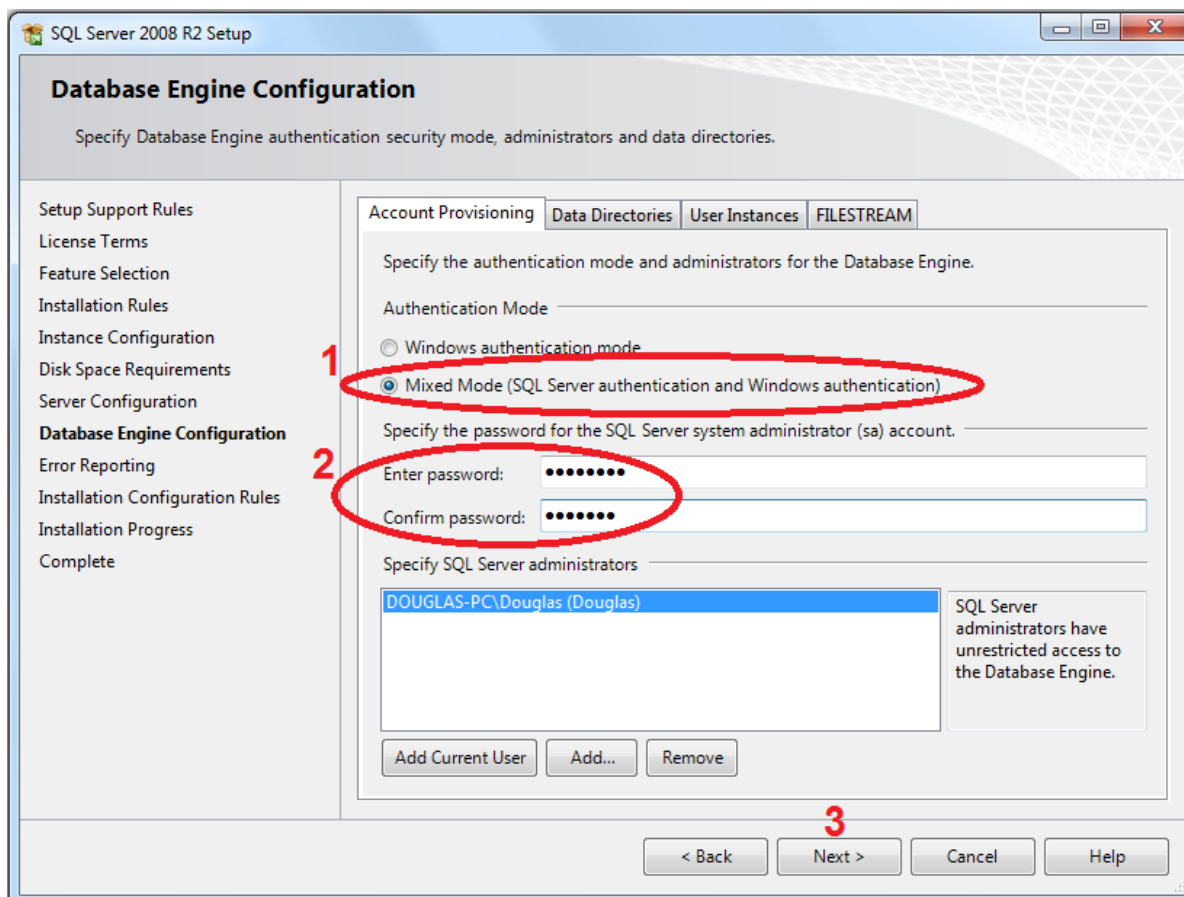 SQL Server 2008 R2 Setup
Database Engine Configuration
Specify Database Engine authentication security mode, administrators and data directories.
Setup Support Rules
License Terms
Feature Selection
Installation Rules
Instance Configuration
Disk Space Requirements
Server Configuration
Database Engine Configuration
Error Reporting
Installation Configuration Rules
Installation Progress
Complete
Account Provisioning Data Directories User Instances FILESTREAM
Specify the authentication mode and administrators for the Database Engine.
Authentication Mode
Windows authentication mode
1
Mixed Mode (SQL Server authentication and Windows authentication)
Specify the password for the SQL Server system administrator (sa) account.
2
Enter password: ●●●●●●●●
Confirm password: ●●●●●●●
Specify SQL Server administrators
DOUGLAS-PC\Douglas (Douglas)
SQL Server
administrators have
unrestricted access to
the Database Engine.
Add Current User Add... Remove
3
< Back Next > Cancel Help